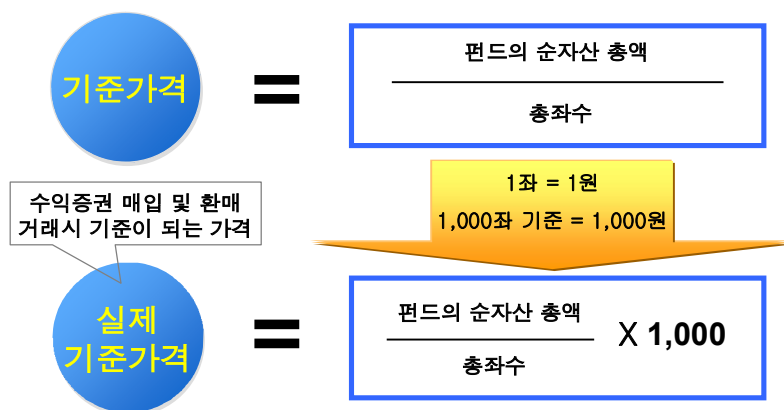 기준가격
=
펀드의 순자산 총액
총좌수
1좌 = 1원
1,000좌 기준 = 1,000원
수익증권 매입 및 환매
거래시 기준이 되는 가격
실제
기준가격
=
펀드의 순자산 총액
총좌수
X 1,000